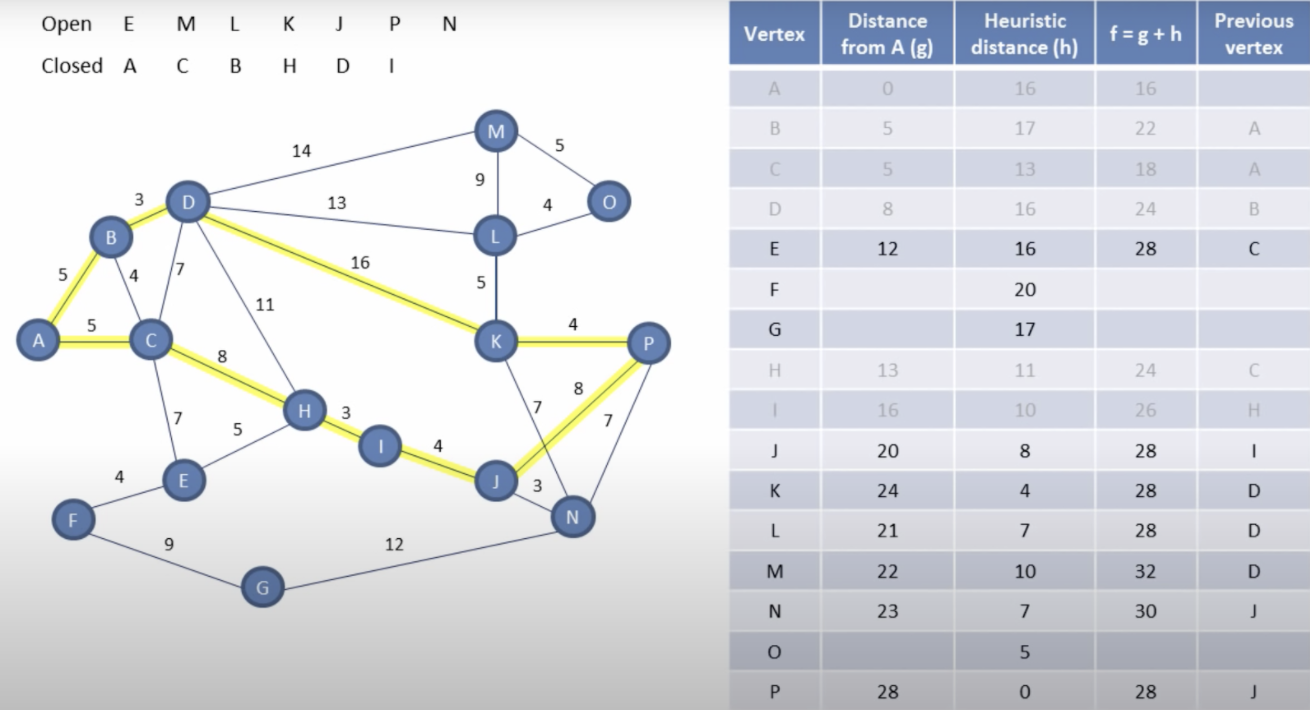 Open E M L K J P N
Closed A C B H D I
M
5
14
9
O
3
D
13
4
B
L
5
4
7
16
5
11
A
5
C
K
4
P
8
8
7
7
H
3
7
5
I
4
4
E
J
3
F
N
9
12
G
Vertex Distance from A (g) Heuristic distance (h) f = g + h Previous vertex
A 0 16 16
B 5 17 22 A
C 5 13 18 A
D 8 16 24 B
E 12 16 28 C
F 20
G 17
H 13 11 24 C
I 16 10 26 H
J 20 8 28 I
K 24 4 28 D
L 21 7 28 D
M 22 10 32 D
N 23 7 30 J
O 5
P 28 0 28 J